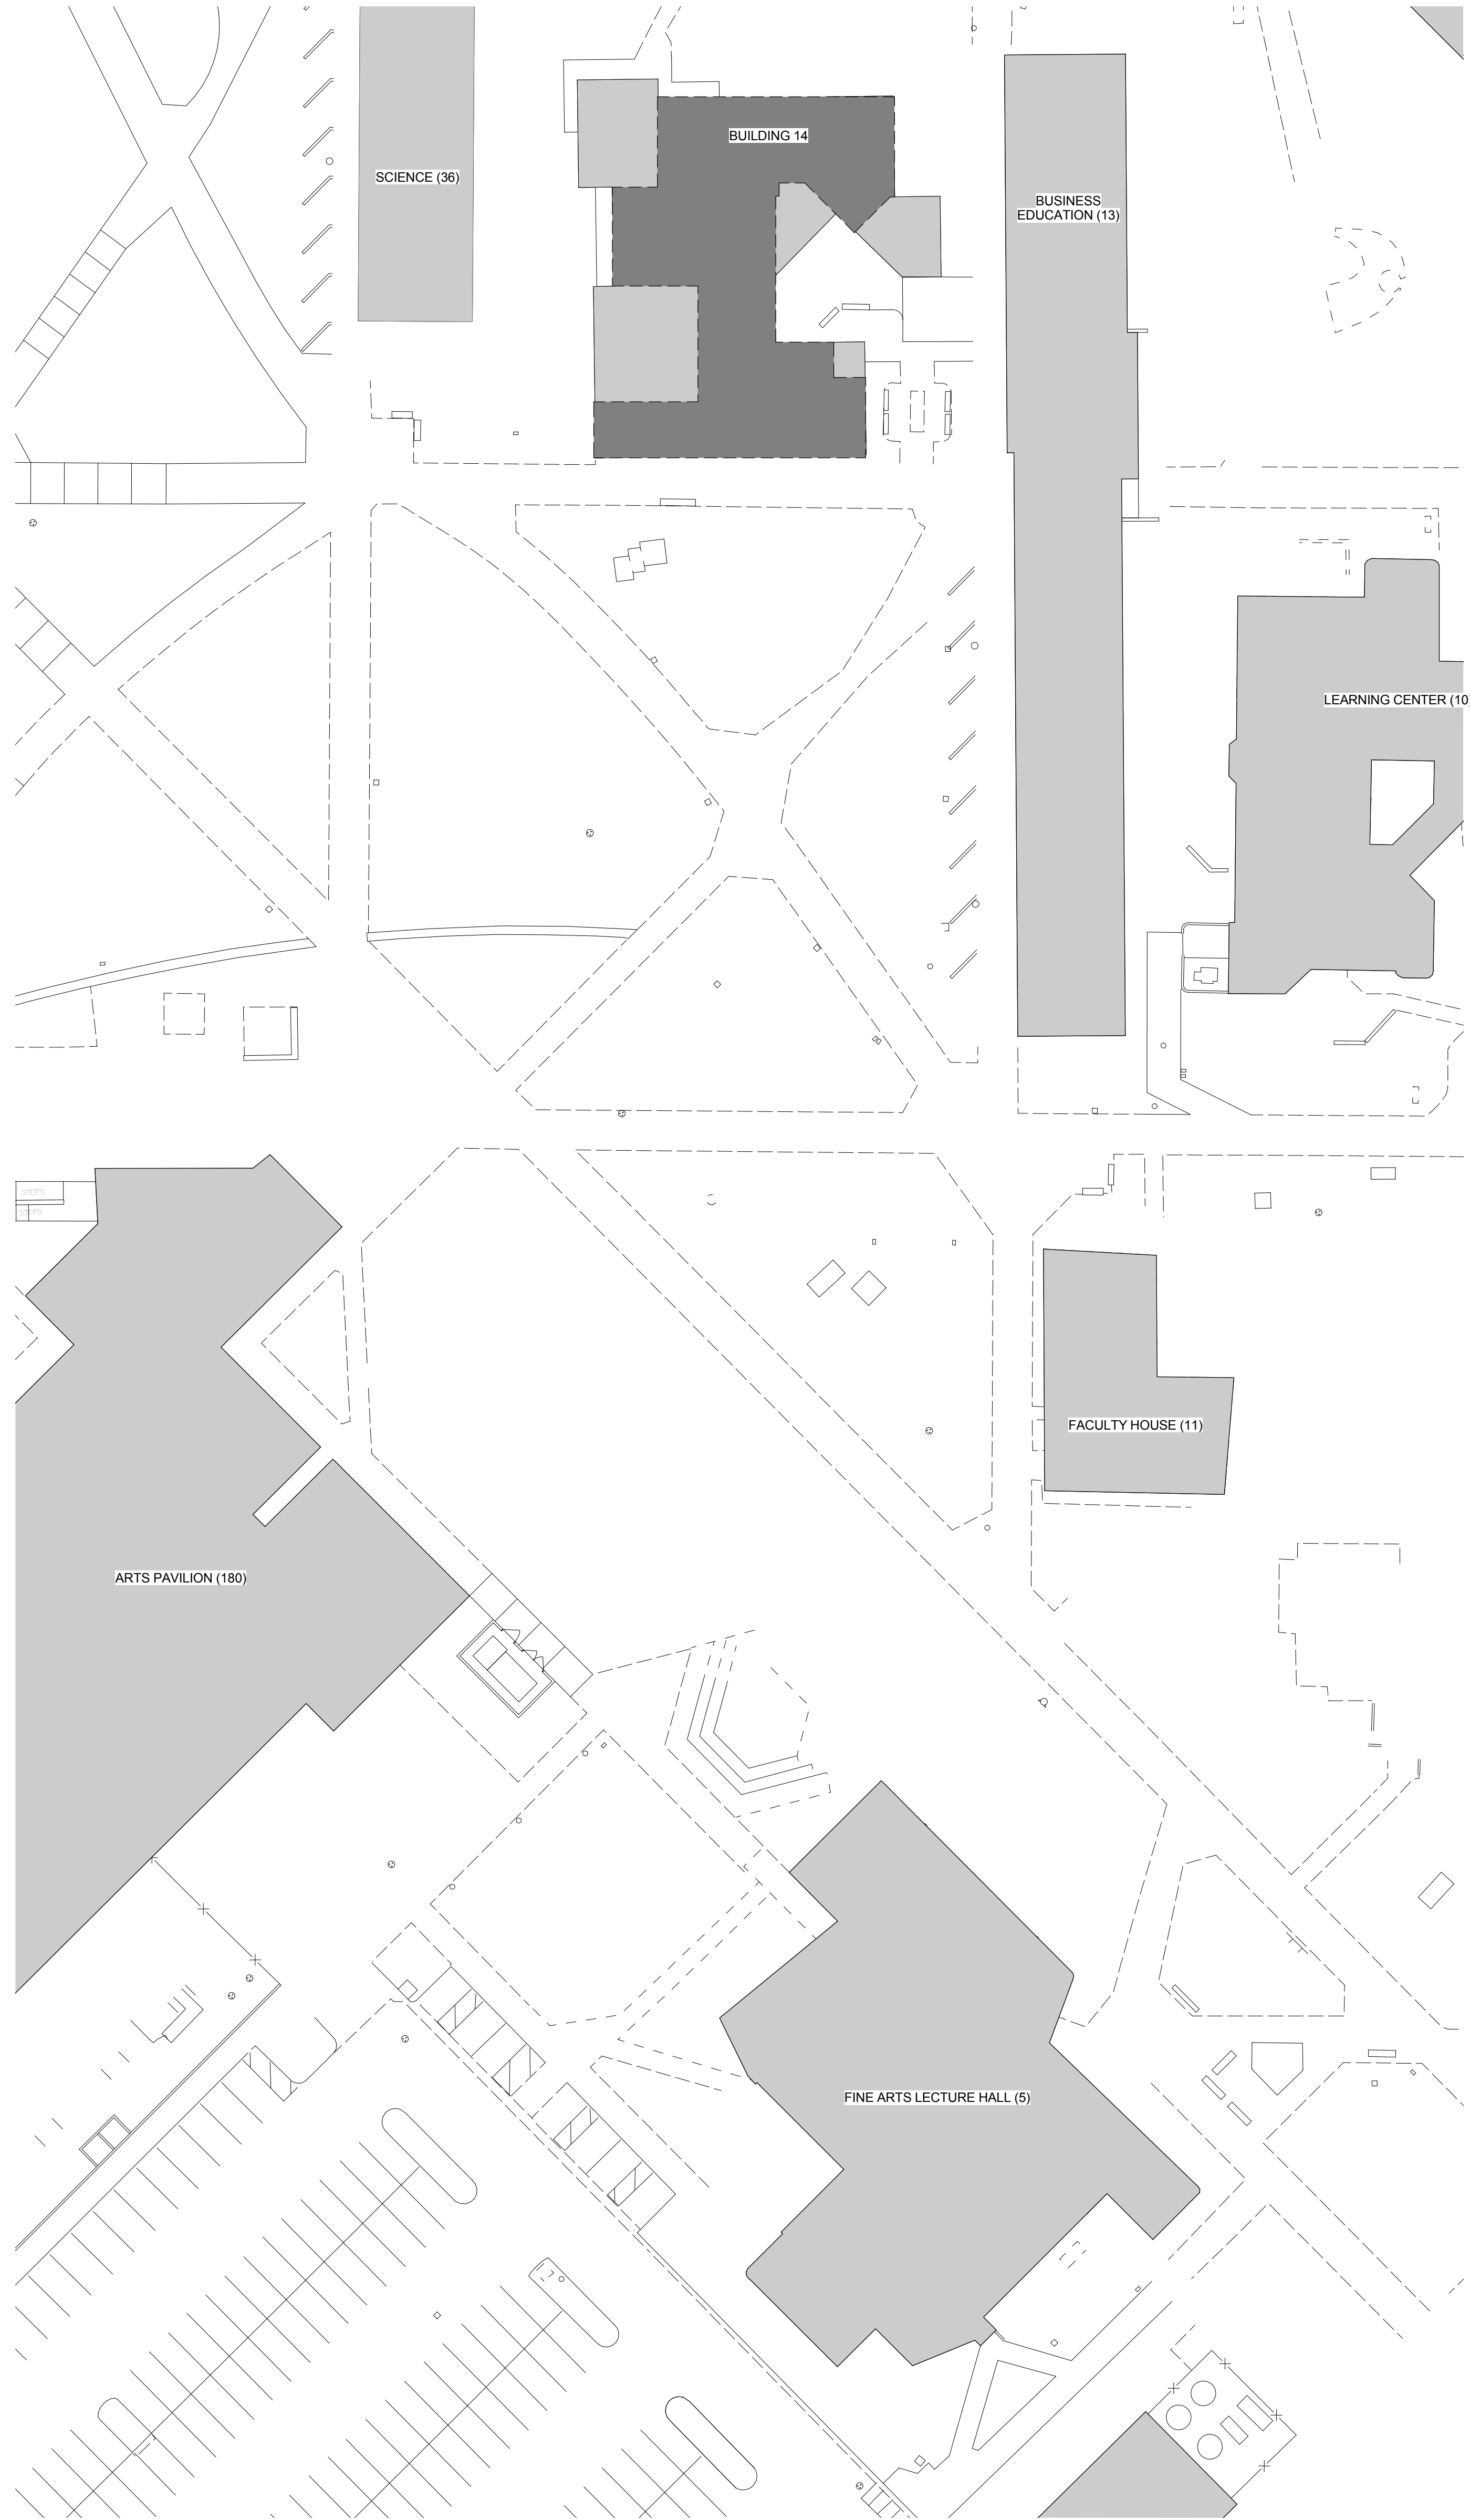 BUILDING 14
SCIENCE (36)
BUSINESS
EDUCATION (13)
LEARNING CENTER (10)
STEPS
STEPS
FACULTY HOUSE (11)
ARTS PAVILION (180)
FINE ARTS LECTURE HALL (5)